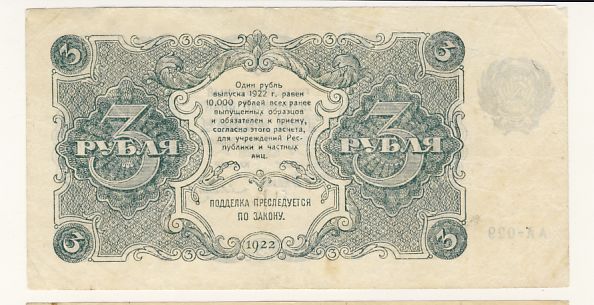 3 3
Один рубль
выпуска 1922 г. равен
10,000 рублей всех ранее
выпущенных образцов
и обязателен к приему,
согласно этого расчета,
для учреждений Рес-
публики и частных
лиц.
3 РУБЛЯ 3 РУБЛЯ
ПОДДЕЛКА ПРЕСЛЕДУЕТСЯ
ПО ЗАКОНУ.
3 1922 3